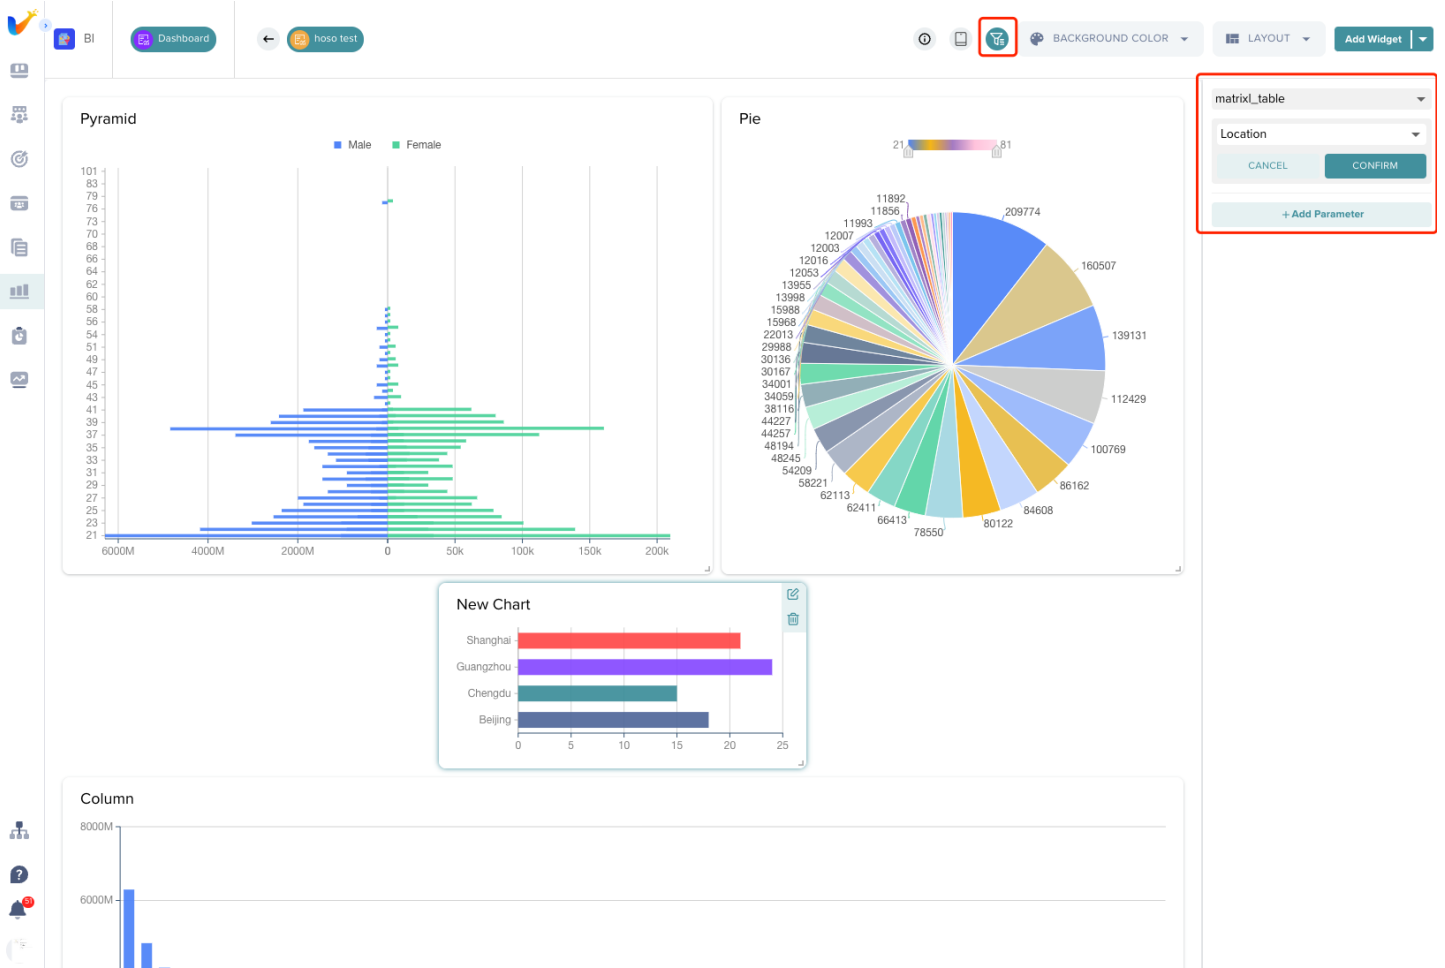 BI
Dashboard
hoso test
BACKGROUND COLOR
LAYOUT
Add Widget
matrixl_table
Location
CANCEL
CONFIRM
+ Add Parameter
Pyramid
Male
Female
101
83
79
76
73
70
68
66
64
62
60
58
56
54
51
49
47
45
43
41
39
37
35
33
31
29
27
25
23
21
6000M
4000M
2000M
0
0
50k
100k
150k
200k
Pie
21
81
209774
160507
139131
112429
100769
86162
84608
80122
78550
66413
62411
62113
58221
54209
48245
48194
44257
44227
38116
34059
34001
30167
30136
29988
22013
15968
15988
13998
13955
12053
12016
12003
12007
11993
11856
11892
New Chart
Shanghai
Guangzhou
Chengdu
Beijing
0
5
10
15
20
25
Column
8000M
6000M
?
51